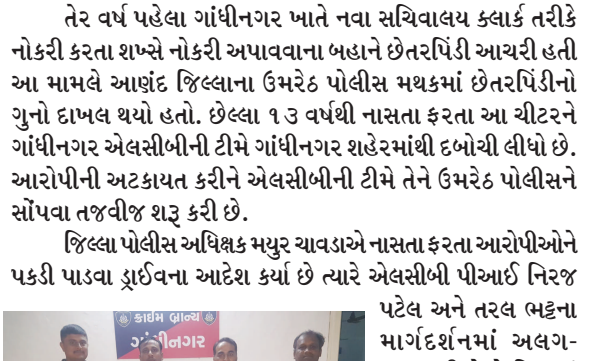 તેર વર્ષ પહેલા ગાંધીનગર ખાતે નવા સચિવાલય ક્લાર્ક તરીકે
નોકરી કરતા શખ્સે નોકરી અપાવવાના બહાને છેતરપિંડી આચરી હતી
આ મામલે આણંદ જિલ્લાના ઉમરેઠ પોલીસ મથકમાં છેતરપિંડીનો
ગુનો દાખલ થયો હતો. છેલ્લા ૧૩ વર્ષથી નાસતા ફરતા આ ચીટરને
ગાંધીનગર એલસીબીની ટીમે ગાંધીનગર શહેરમાંથી દબોચી લીધો છે.
આરોપીની અટકાયત કરીને એલસીબીની ટીમે તેને ઉમરેઠ પોલીસને
સોંપવા તજવીજ શરૂ કરી છે.
જિલ્લા પોલીસ અધિક્ષક મયુર ચાવડાએ નાસતા ફરતા આરોપીઓને
પકડી પાડવા ડ્રાઈવના આદેશ કર્યા છે ત્યારે એલસીબી પીઆઈ નિરજ
પટેલ અને તરલ ભટ્ટના
માર્ગદર્શનમાં અલગ-
ક્રાઈમ બ્રાન્ચ
ગાંધીનગર